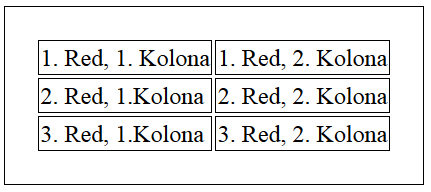 1. Red, 1. Kolona 1. Red, 2. Kolona
2. Red, 1.Kolona 2. Red, 2. Kolona
3. Red, 1.Kolona 3. Red, 2. Kolona